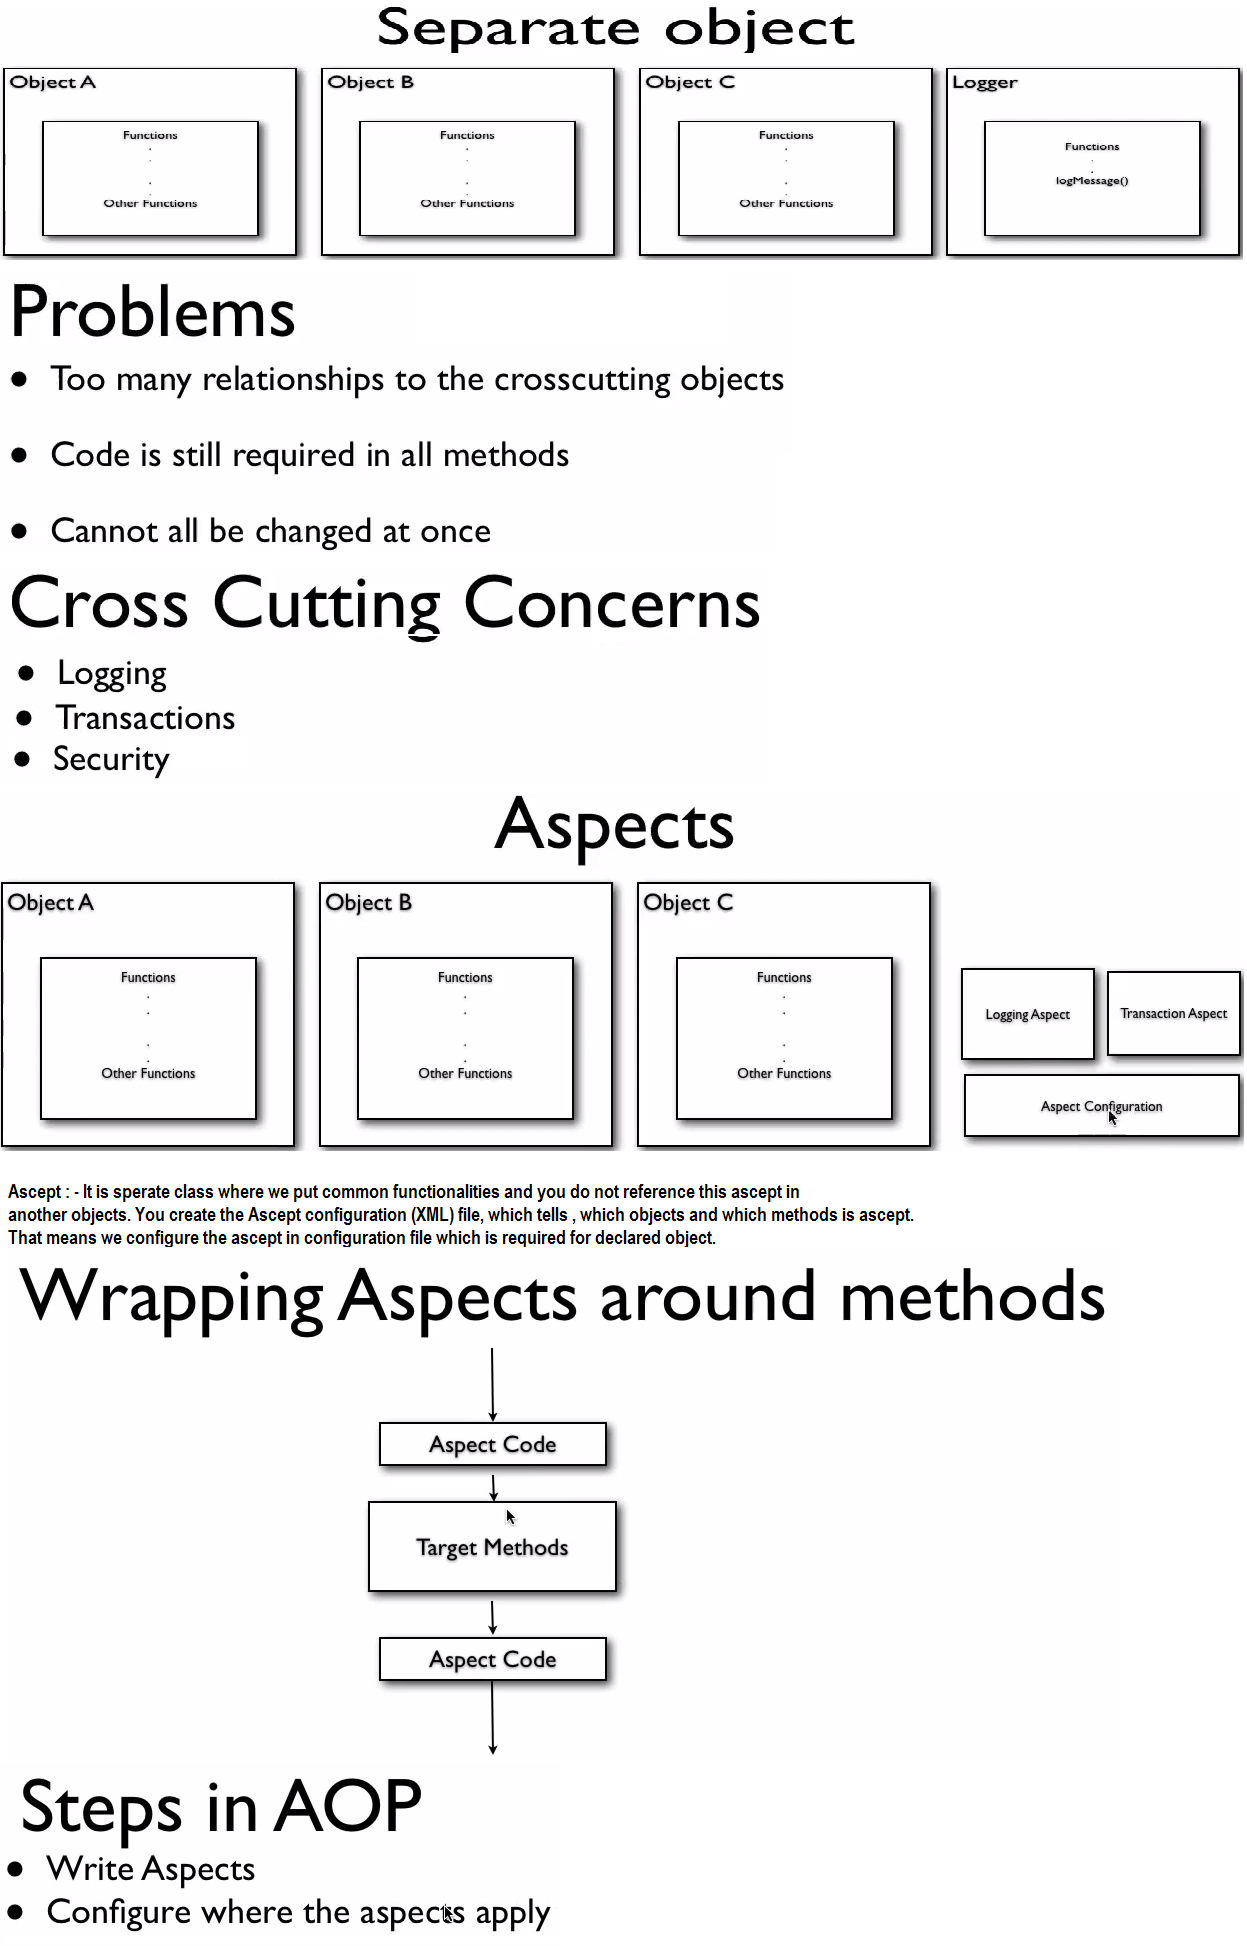 Separate object
Object A
Functions
Other Functions
Object B
Functions
Other Functions
Object C
Functions
Other Functions
Logger
Functions
logMessage()
Problems
• Too many relationships to the crosscutting objects
• Code is still required in all methods
• Cannot all be changed at once
Cross Cutting Concerns
• Logging
• Transactions
• Security
Aspects
Object A
Functions
Other Functions
Object B
Functions
Other Functions
Object C
Functions
Other Functions
Logging Aspect
Transaction Aspect
Aspect Configuration
Ascept : - It is sperate class where we put common functionalities and you do not reference this ascept in
another objects. You create the Ascept configuration (XML) file, which tells , which objects and which methods is ascept.
That means we configure the ascept in configuration file which is required for declared object.
Wrapping Aspects around methods
Aspect Code
Target Methods
Aspect Code
Steps in AOP
• Write Aspects
• Configure where the aspects apply